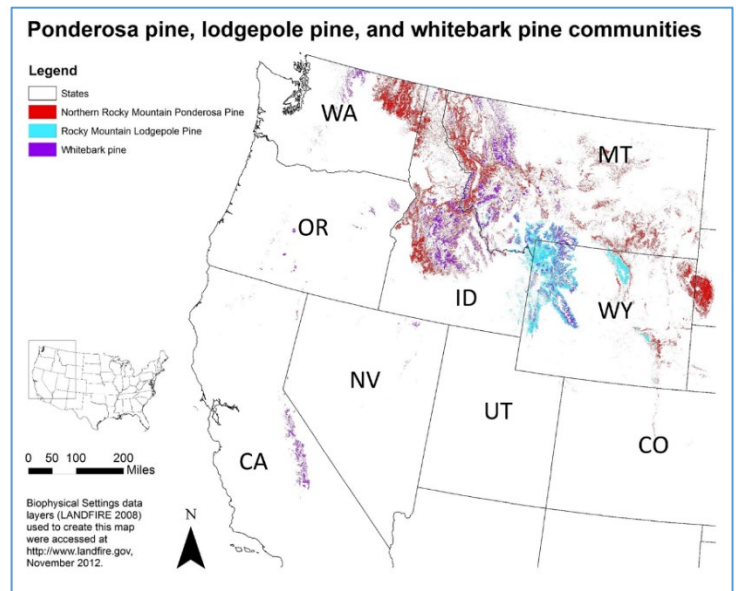 Ponderosa pine, lodgepole pine, and whitebark pine communities
Legend
States
Northern Rocky Mountain Ponderosa Pine
Rocky Mountain Lodgepole Pine
Whitebark pine
WA
MT
OR
ID
WY
NV
UT
CO
CA
0 50 100 200
Miles
N
Biophysical Settings data
layers (LANDFIRE 2008)
used to create this map
were accessed at
http://www.landfire.gov,
November 2012.